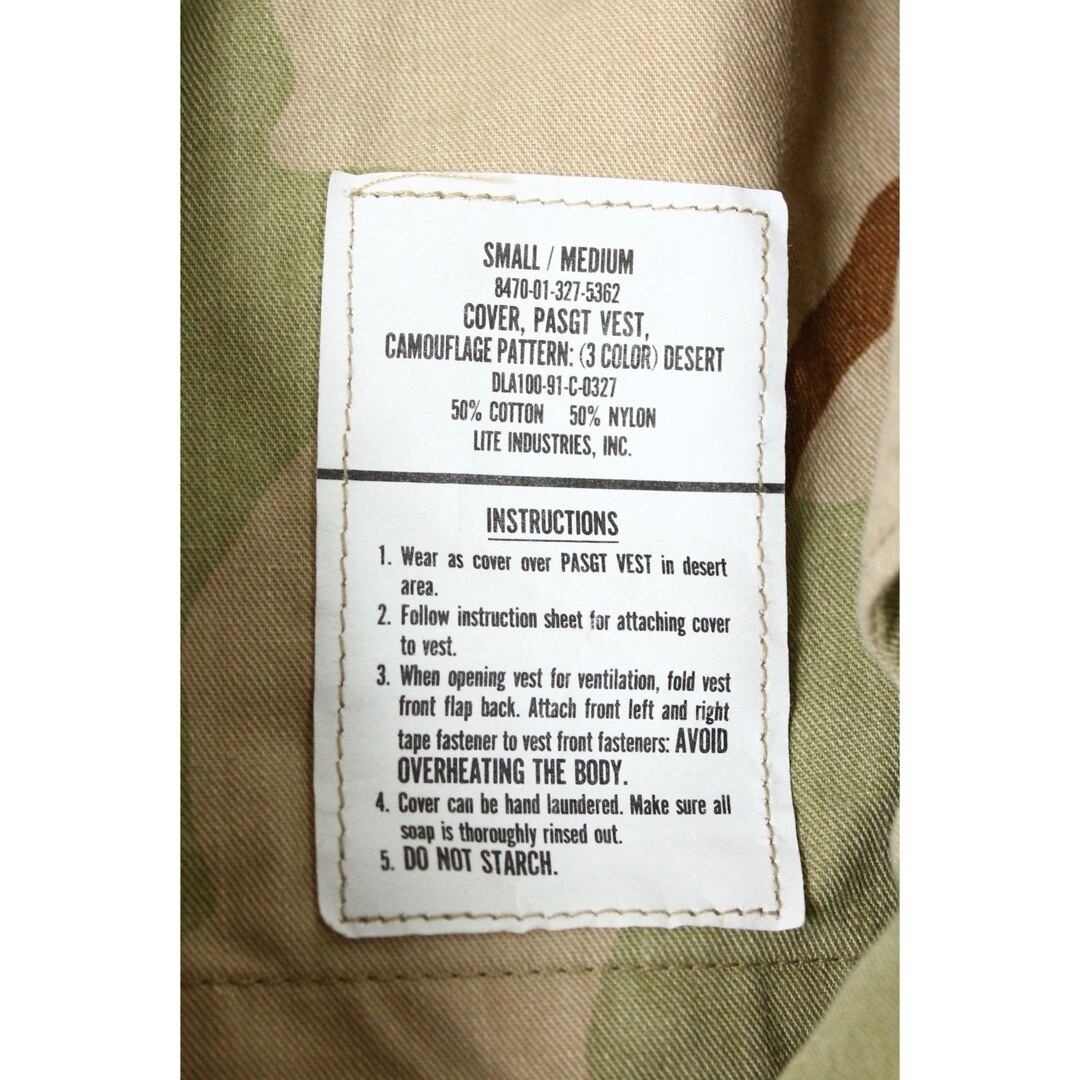 SMALL / MEDIUM
8470-01-327-5362
COVER, PASGT VEST,
CAMOUFLAGE PATTERN: (3 COLOR) DESERT
DLA100-91-C-0327
50% COTTON 50% NYLON
LITE INDUSTRIES, INC.
INSTRUCTIONS
1. Wear as cover over PASGT VEST in desert
area.
2. Follow instruction sheet for attaching cover
to vest.
3. When opening vest for ventilation, fold vest
front flap back. Attach front left and right
tape fastener to vest front fasteners: AVOID
OVERHEATING THE BODY.
4. Cover can be hand laundered. Make sure all
soap is thoroughly rinsed out.
5. DO NOT STARCH.